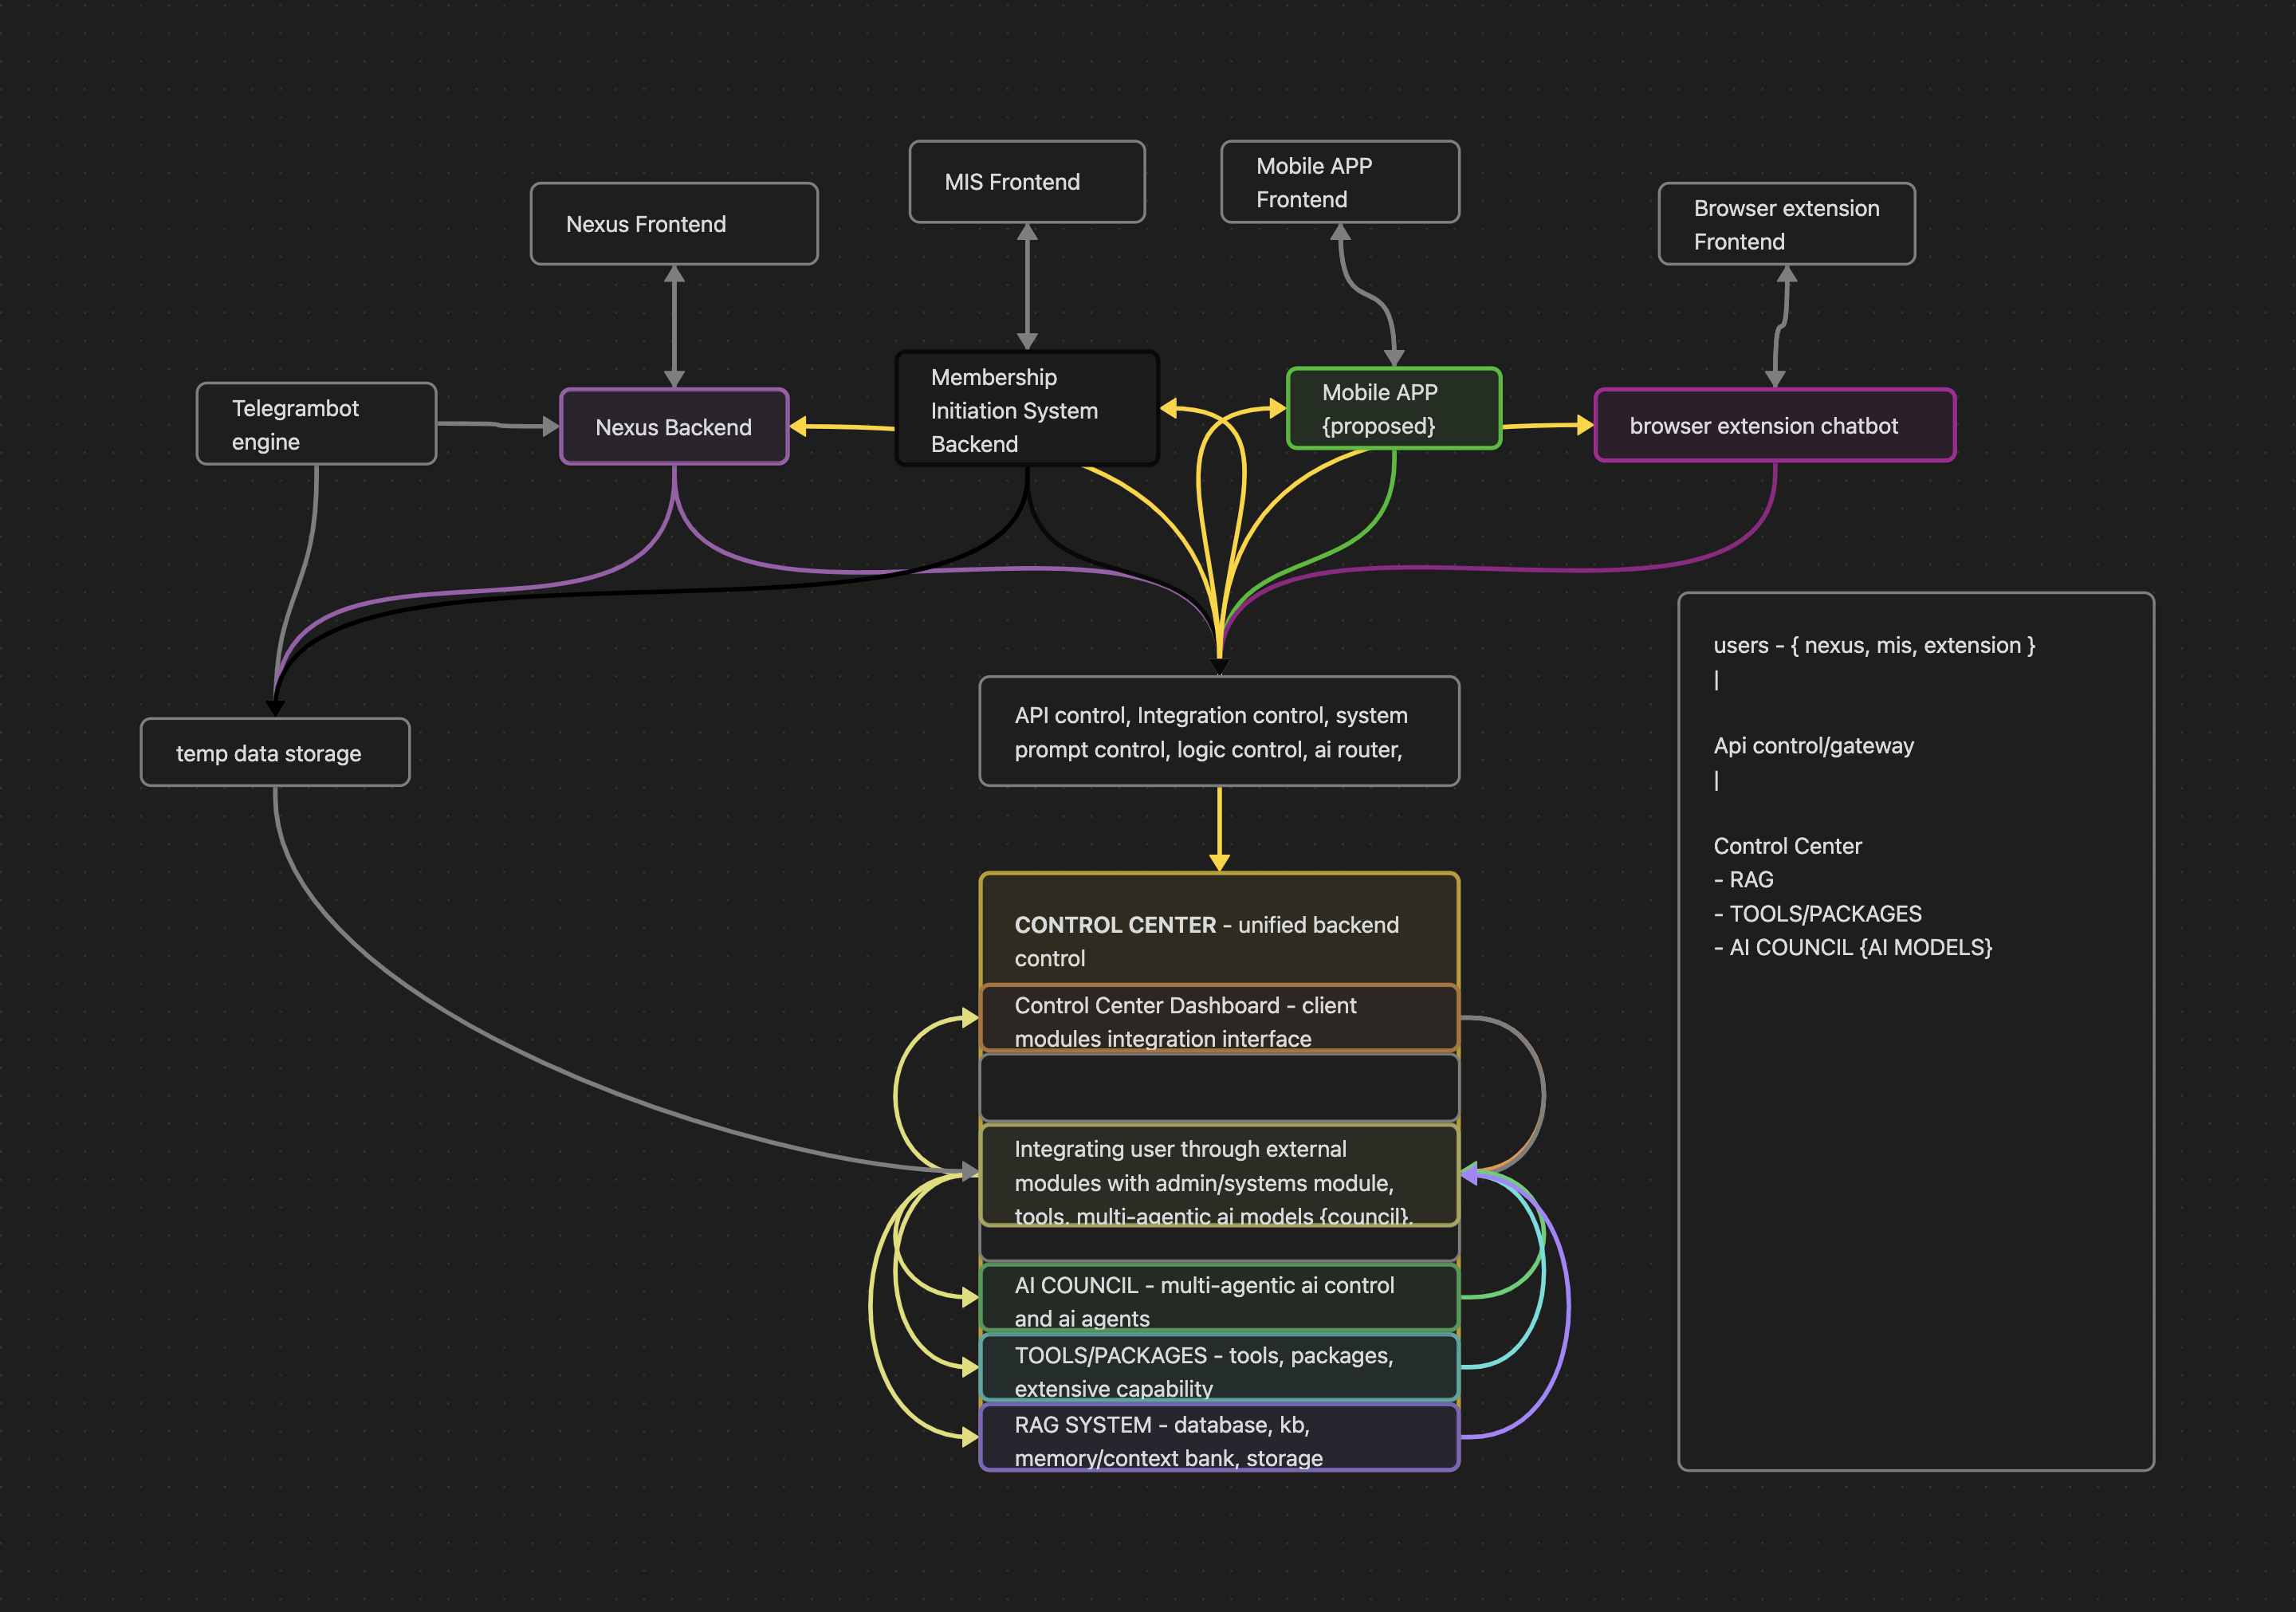 MIS Frontend
Mobile APP
Frontend
Nexus Frontend
Browser extension
Frontend
Telegrambot
engine
Nexus Backend
Membership
Initiation System
Backend
Mobile APP
{proposed}
browser extension chatbot
temp data storage
API control, Integration control, system
prompt control, logic control, ai router,
CONTROL CENTER - unified backend
control
Control Center Dashboard - client
modules integration interface
Integrating user through external
modules with admin/systems module,
tools, multi-agentic ai models {council},
AI COUNCIL - multi-agentic ai control
and ai agents
TOOLS/PACKAGES - tools, packages,
extensive capability
RAG SYSTEM - database, kb,
memory/context bank, storage
users - { nexus, mis, extension }
|
Api control/gateway
|
Control Center
- RAG
- TOOLS/PACKAGES
- AI COUNCIL {AI MODELS}